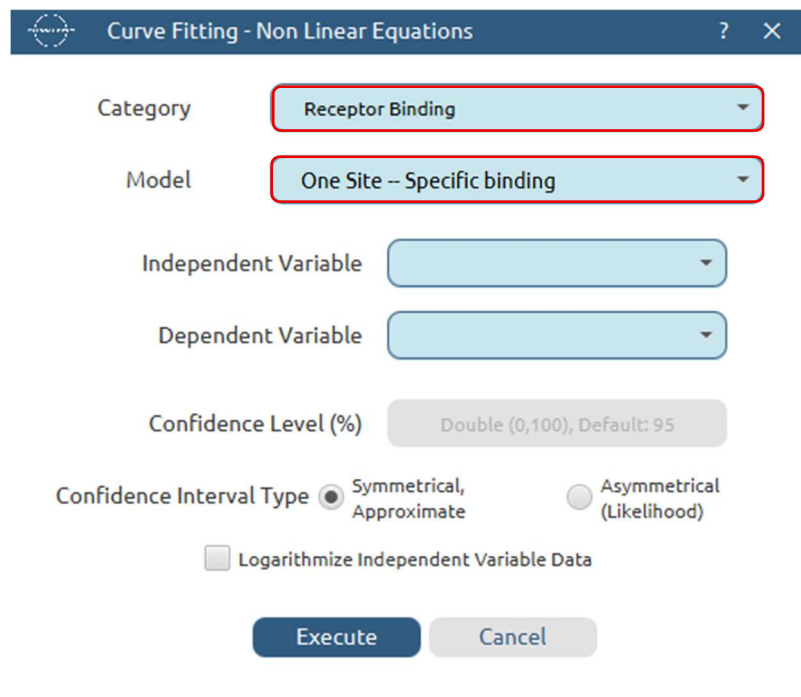 Curve Fitting - Non Linear Equations ? ×
Category Receptor Binding
Model One Site -- Specific binding
Independent Variable
Dependent Variable
Confidence Level (%) Double (0,100), Default: 95
Confidence Interval Type Symmetrical, Approximate Asymmetrical (Likelihood)
Logarithmize Independent Variable Data
Execute Cancel